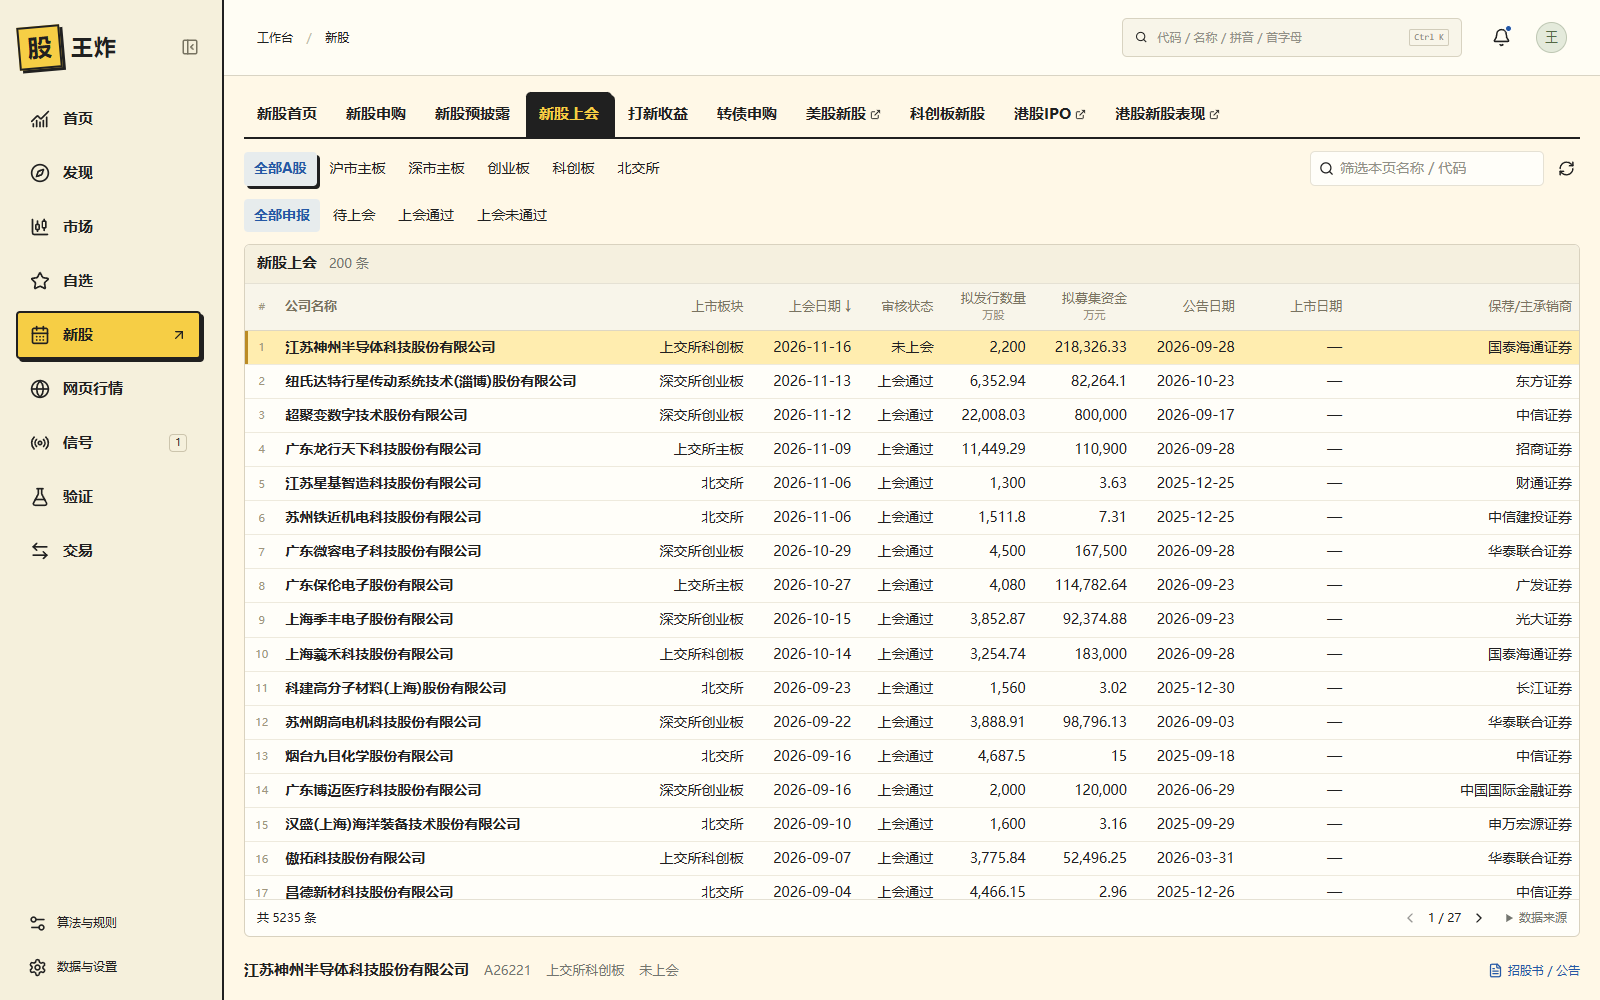 股 王炸
首页
发现
市场
自选
新股
网页行情
信号 1
验证
交易
算法与规则
数据与设置
工作台 / 新股
代码 / 名称 / 拼音 / 首字母 Ctrl K
王
新股首页 新股申购 新股预披露 新股上会 打新收益 转债申购 美股新股 科创板新股 港股IPO 港股新股表现
全部A股 沪市主板 深市主板 创业板 科创板 北交所
筛选本页名称 / 代码
全部申报 待上会 上会通过 上会未通过
新股上会 200 条
# 公司名称 上市板块 上会日期↓ 审核状态 拟发行数量 万股 拟募集资金 万元 公告日期 上市日期 保荐/主承销商
1 江苏神州半导体科技股份有限公司 上交所科创板 2026-11-16 未上会 2,200 218,326.33 2026-09-28 — 国泰海通证券
2 纽氏达特行星传动系统技术(淄博)股份有限公司 深交所创业板 2026-11-13 上会通过 6,352.94 82,264.1 2026-10-23 — 东方证券
3 超聚变数字技术股份有限公司 深交所创业板 2026-11-12 上会通过 22,008.03 800,000 2026-09-17 — 中信证券
4 广东龙行天下科技股份有限公司 上交所主板 2026-11-09 上会通过 11,449.29 110,900 2026-09-28 — 招商证券
5 江苏星基智造科技股份有限公司 北交所 2026-11-06 上会通过 1,300 3.63 2025-12-25 — 财通证券
6 苏州铁近机电科技股份有限公司 北交所 2026-11-06 上会通过 1,511.8 7.31 2025-12-25 — 中信建投证券
7 广东微容电子科技股份有限公司 深交所创业板 2026-10-29 上会通过 4,500 167,500 2026-09-28 — 华泰联合证券
8 广东保伦电子股份有限公司 上交所主板 2026-10-27 上会通过 4,080 114,782.64 2026-09-23 — 广发证券
9 上海季丰电子股份有限公司 深交所创业板 2026-10-15 上会通过 3,852.87 92,374.88 2026-09-23 — 光大证券
10 上海羲禾科技股份有限公司 上交所科创板 2026-10-14 上会通过 3,254.74 183,000 2026-09-28 — 国泰海通证券
11 科建高分子材料(上海)股份有限公司 北交所 2026-09-23 上会通过 1,560 3.02 2025-12-30 — 长江证券
12 苏州朗高电机科技股份有限公司 深交所创业板 2026-09-22 上会通过 3,888.91 98,796.13 2026-09-03 — 华泰联合证券
13 烟台九目化学股份有限公司 北交所 2026-09-16 上会通过 4,687.5 15 2025-09-18 — 中信证券
14 广东博迈医疗科技股份有限公司 深交所创业板 2026-09-16 上会通过 2,000 120,000 2026-06-29 — 中国国际金融证券
15 汉盛(上海)海洋装备技术股份有限公司 北交所 2026-09-10 上会通过 1,600 3.16 2025-09-29 — 申万宏源证券
16 傲拓科技股份有限公司 上交所科创板 2026-09-07 上会通过 3,775.84 52,496.25 2026-03-31 — 华泰联合证券
17 昌德新材科技股份有限公司 北交所 2026-09-04 上会通过 4,466.15 2.96 2025-12-26 — 中信证券
共 5235 条 1 / 27 数据来源
江苏神州半导体科技股份有限公司 A26221 上交所科创板 未上会 招股书 / 公告